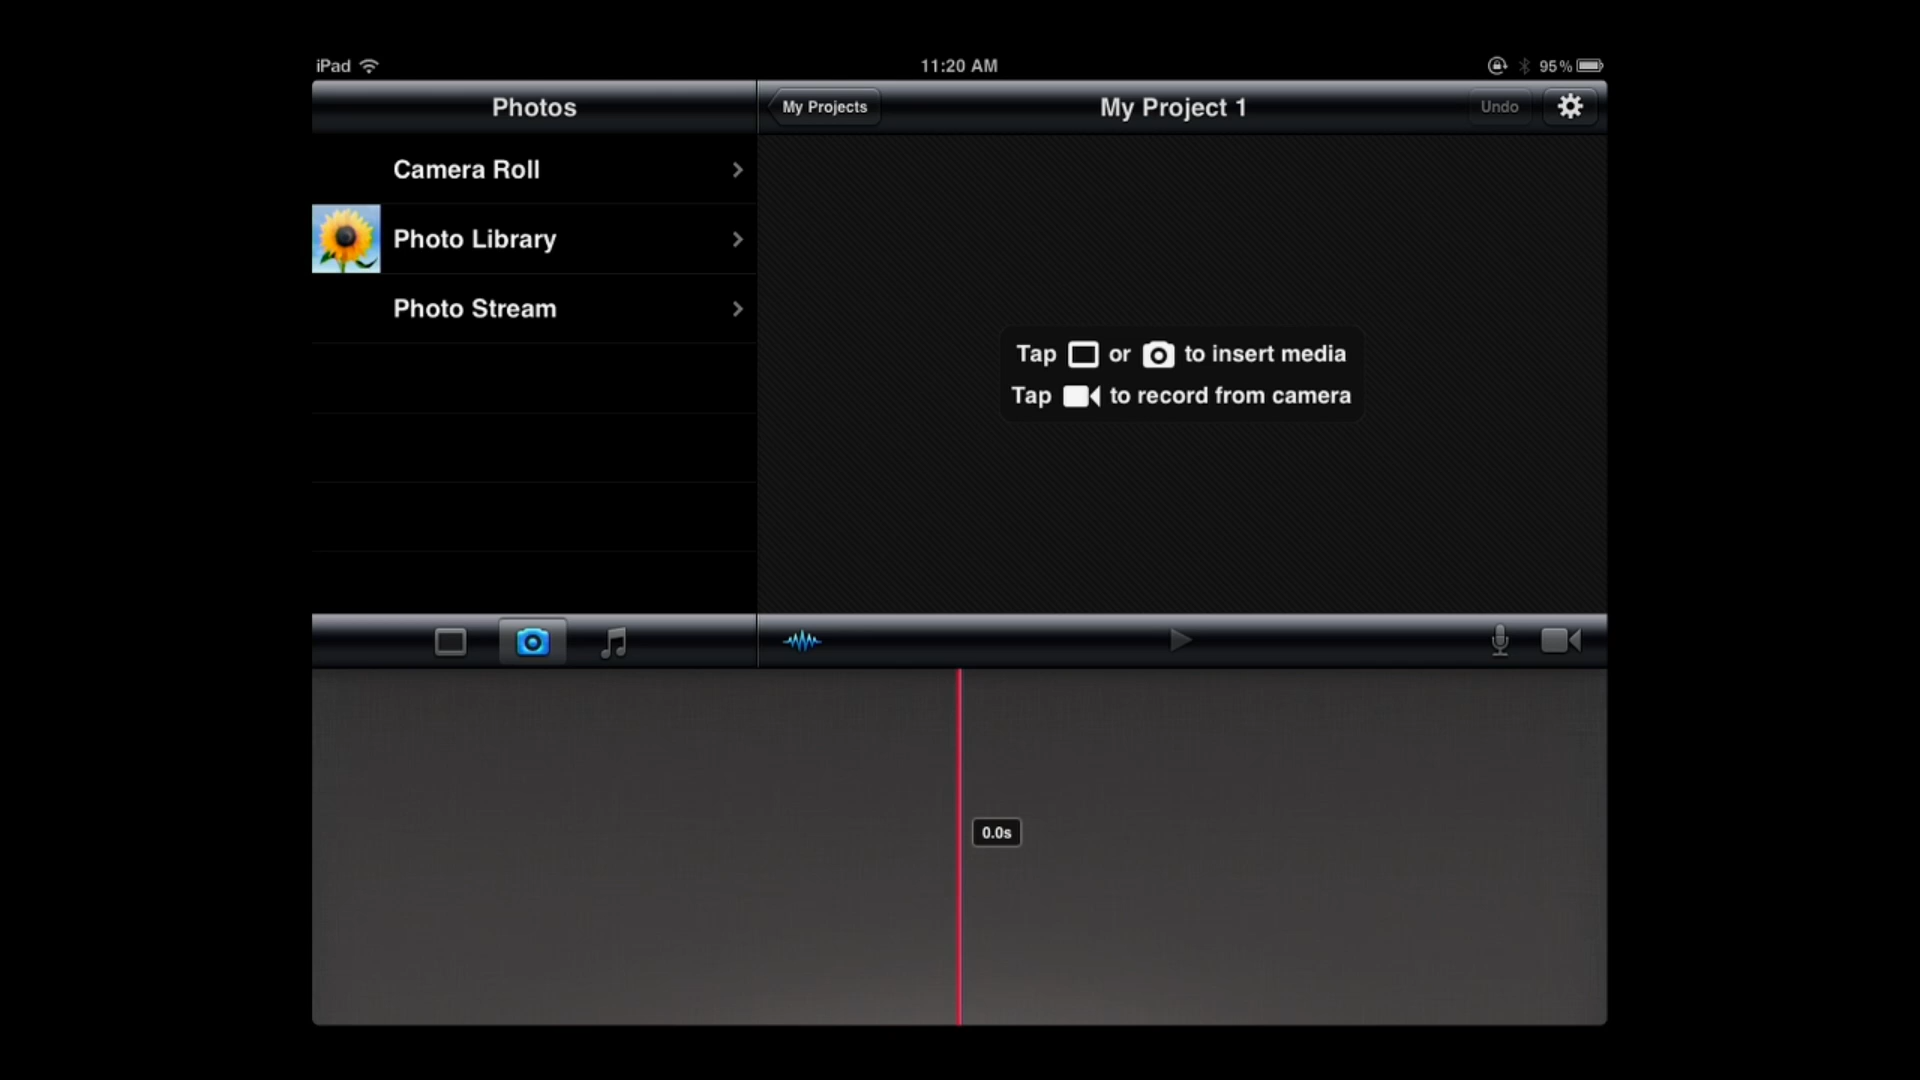 iPad
11:20 AM
95%
Photos
My Projects
My Project 1
Undo
Camera Roll
Photo Library
Photo Stream
Tap or to insert media
Tap to record from camera
0.0s